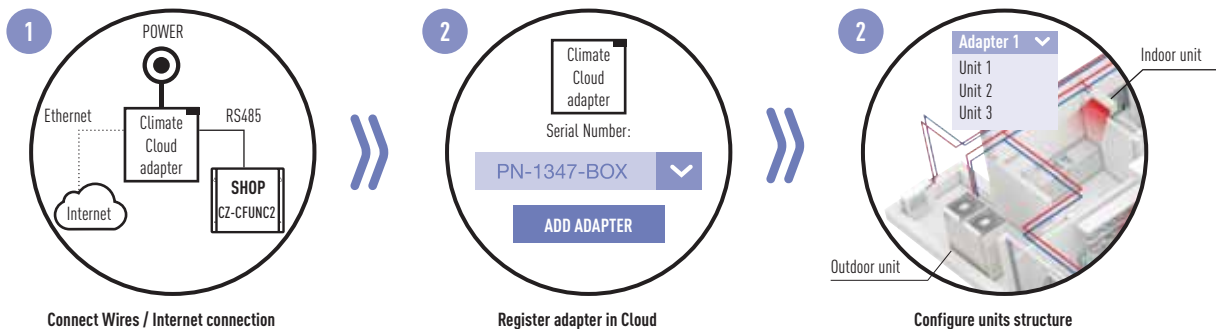 1
POWER
Ethernet
RS485
Climate
Cloud
adapter
SHOP
CZ-CFUNC2
Internet
Connect Wires / Internet connection
2
Climate
Cloud
adapter
Serial Number:
PN-1347-BOX
ADD ADAPTER
Register adapter in Cloud
2
Adapter 1
Unit 1
Unit 2
Unit 3
Indoor unit
Outdoor unit
Configure units structure